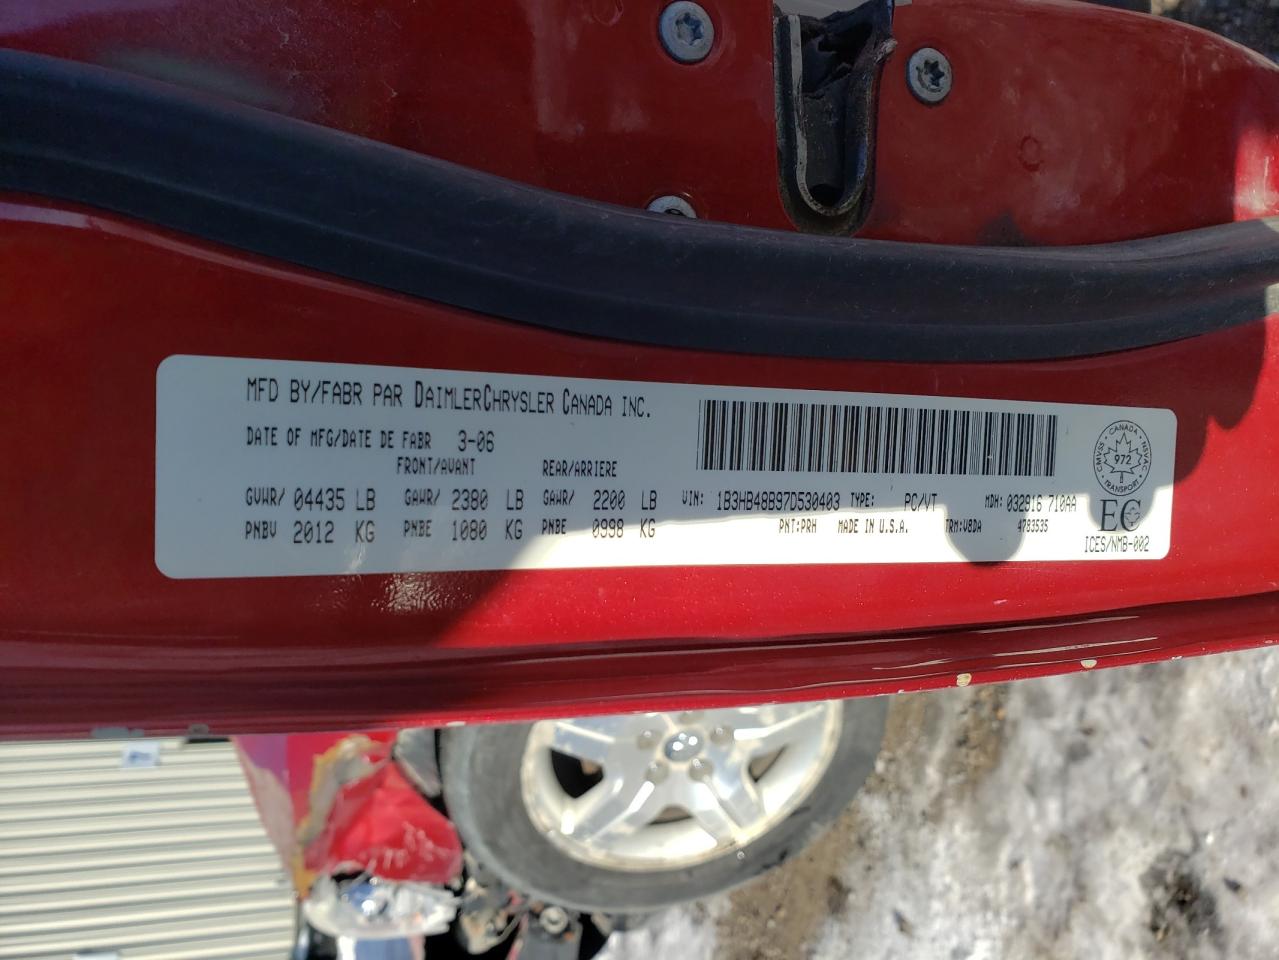 MFD BY/FABR PAR DAIMLERCHRYSLER CANADA INC.
DATE OF MFG/DATE DE FABR 3-06
FRONT/AVANT REAR/ARRIERE
GVWR/ 04435 LB GAWR/ 2380 LB GAWR/ 2200 LB VIN: 1B3HB48B97D530403 TYPE: PC/VT MDH: 032816 710AA
PNBV 2012 KG PNBE 1080 KG PNBE 0998 KG PNT:PRH MADE IN U.S.A. TRM:V8DA 4783535
CANADA
CMVSS 972 NSVAC
TRANSPORT
EC
ICES/NMB-002